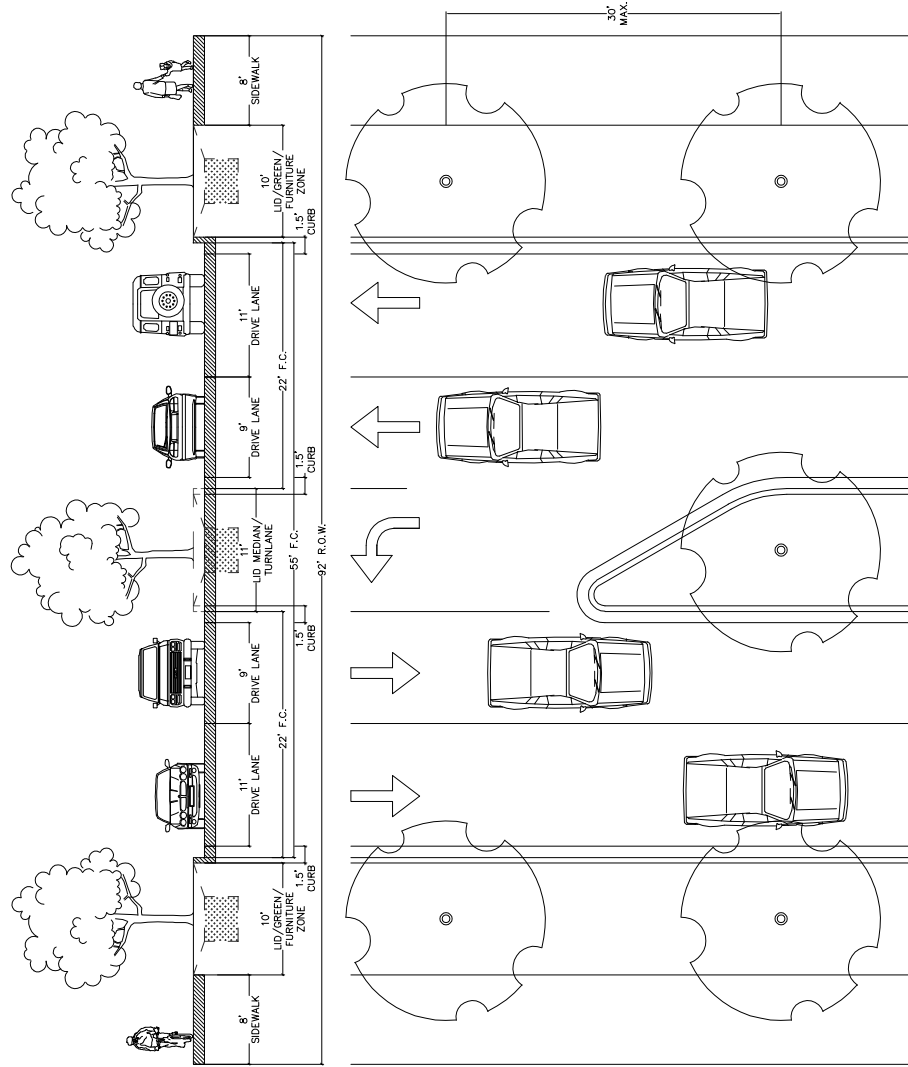 8'
SIDEWALK
10'
LID/GREEN/
FURNITURE
ZONE
1.5'
CURB
11'
DRIVE LANE
9'
DRIVE LANE
22' F.C.
1.5'
CURB
11'
LID MEDIAN/
TURNLANE
55' F.C.
92' R.O.W.
1.5'
CURB
9'
DRIVE LANE
22' F.C.
11'
DRIVE LANE
1.5'
CURB
10'
LID/GREEN/
FURNITURE
ZONE
8'
SIDEWALK
30'
MAX.